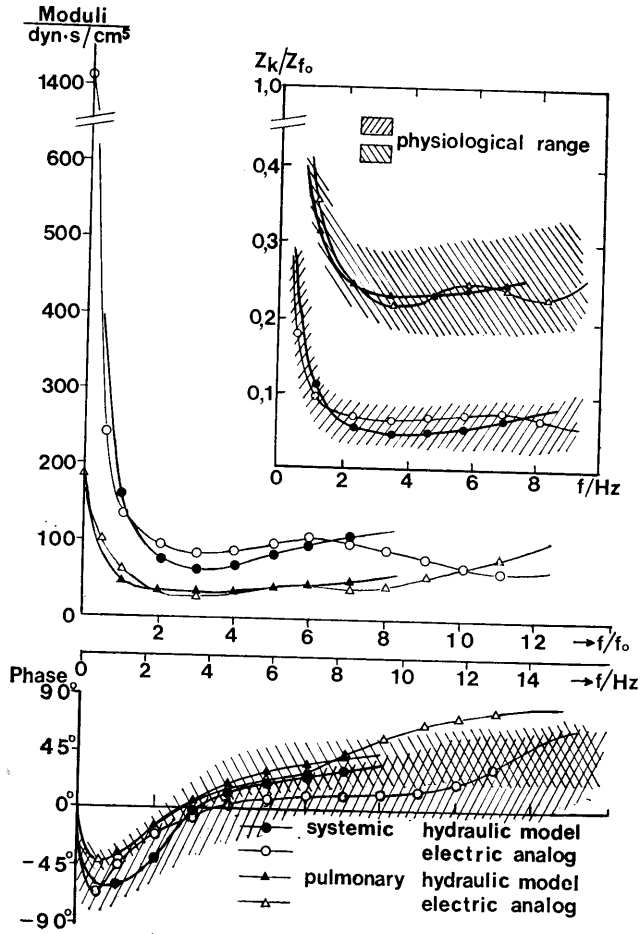 Moduli
dyn·s/cm⁵
1400
600
500
400
300
200
100
0
2 4 6 8 10 12 →f/f₀
Zₖ/Zf₀
1,0
0,4
0,3
0,2
0,1
0 2 4 6 8 f/Hz
physiological range
0 2 4 6 8 10 12 14 →f/Hz
Phase
90°
45°
0°
-45°
-90°
systemic hydraulic model
electric analog
pulmonary hydraulic model
electric analog